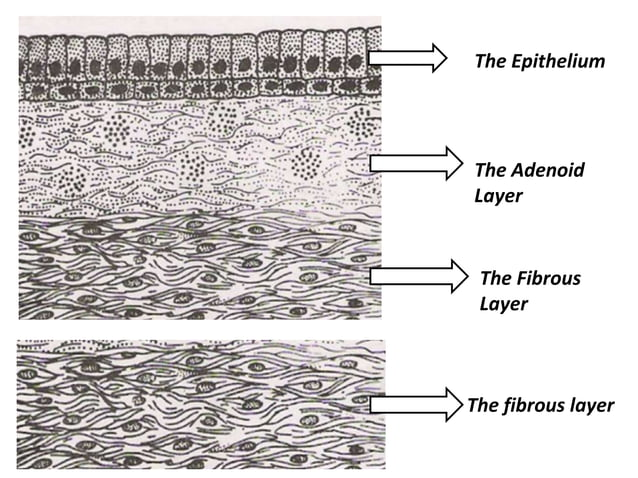 The Epithelium
The Adenoid
Layer
The Fibrous
Layer
The fibrous layer